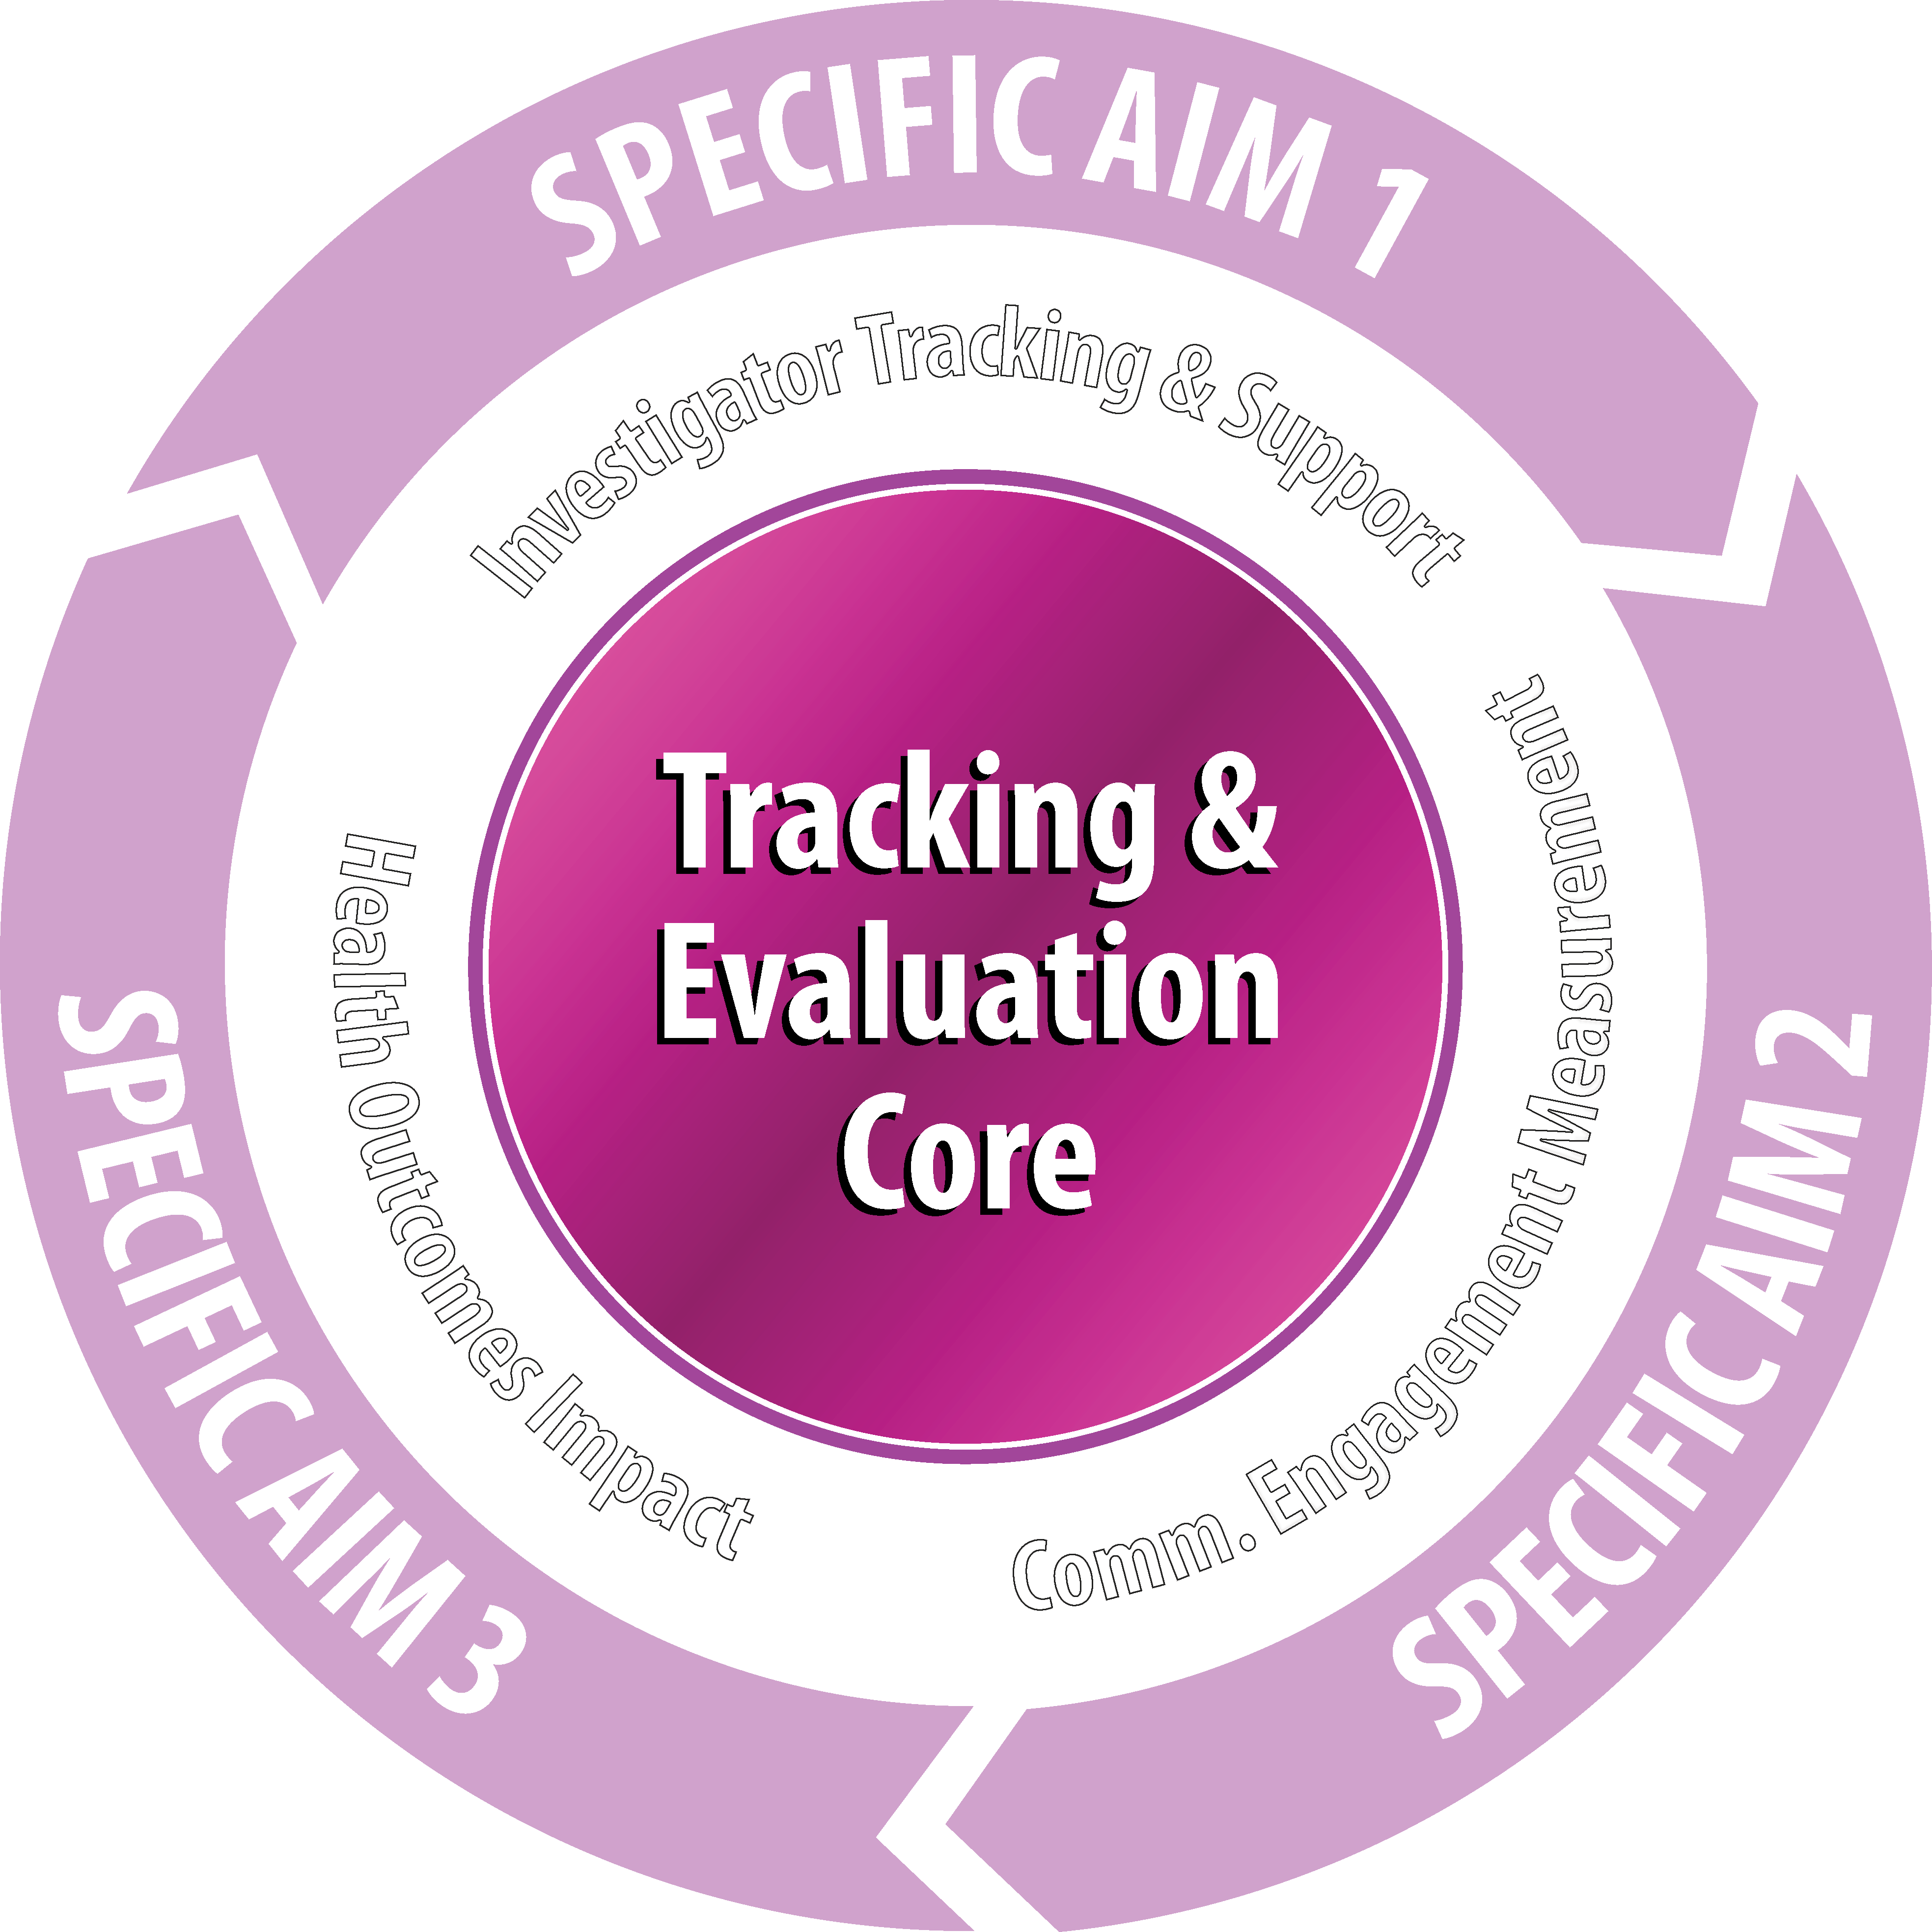 SPECIFIC AIM 1
Investigator Tracking & Support
Tracking &
Evaluation
Core
SPECIFIC AIM 2
Comm. Engagement Measurement
SPECIFIC AIM 3
Health Outcomes Impact